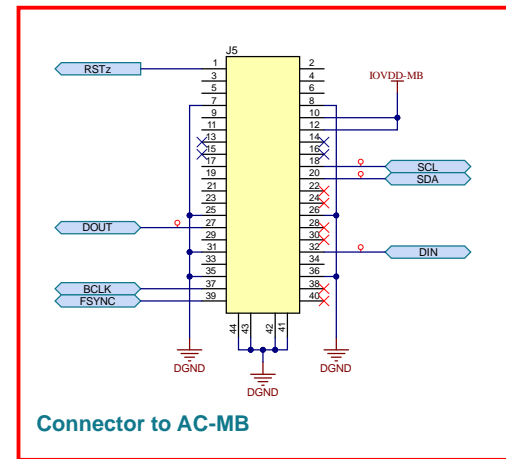 J5
RSTz 1 2
3 4
5 6 IOVDD-MB
7 8
9 10
11 12
13 14
15 16
17 18 SCL
19 20 SDA
21 22
23 24
25 26
DOUT 27 28
29 30
31 32 DIN
33 34
35 36
BCLK 37 38
FSYNC 39 40
44 43 42 41
DGND DGND
DGND
Connector to AC-MB